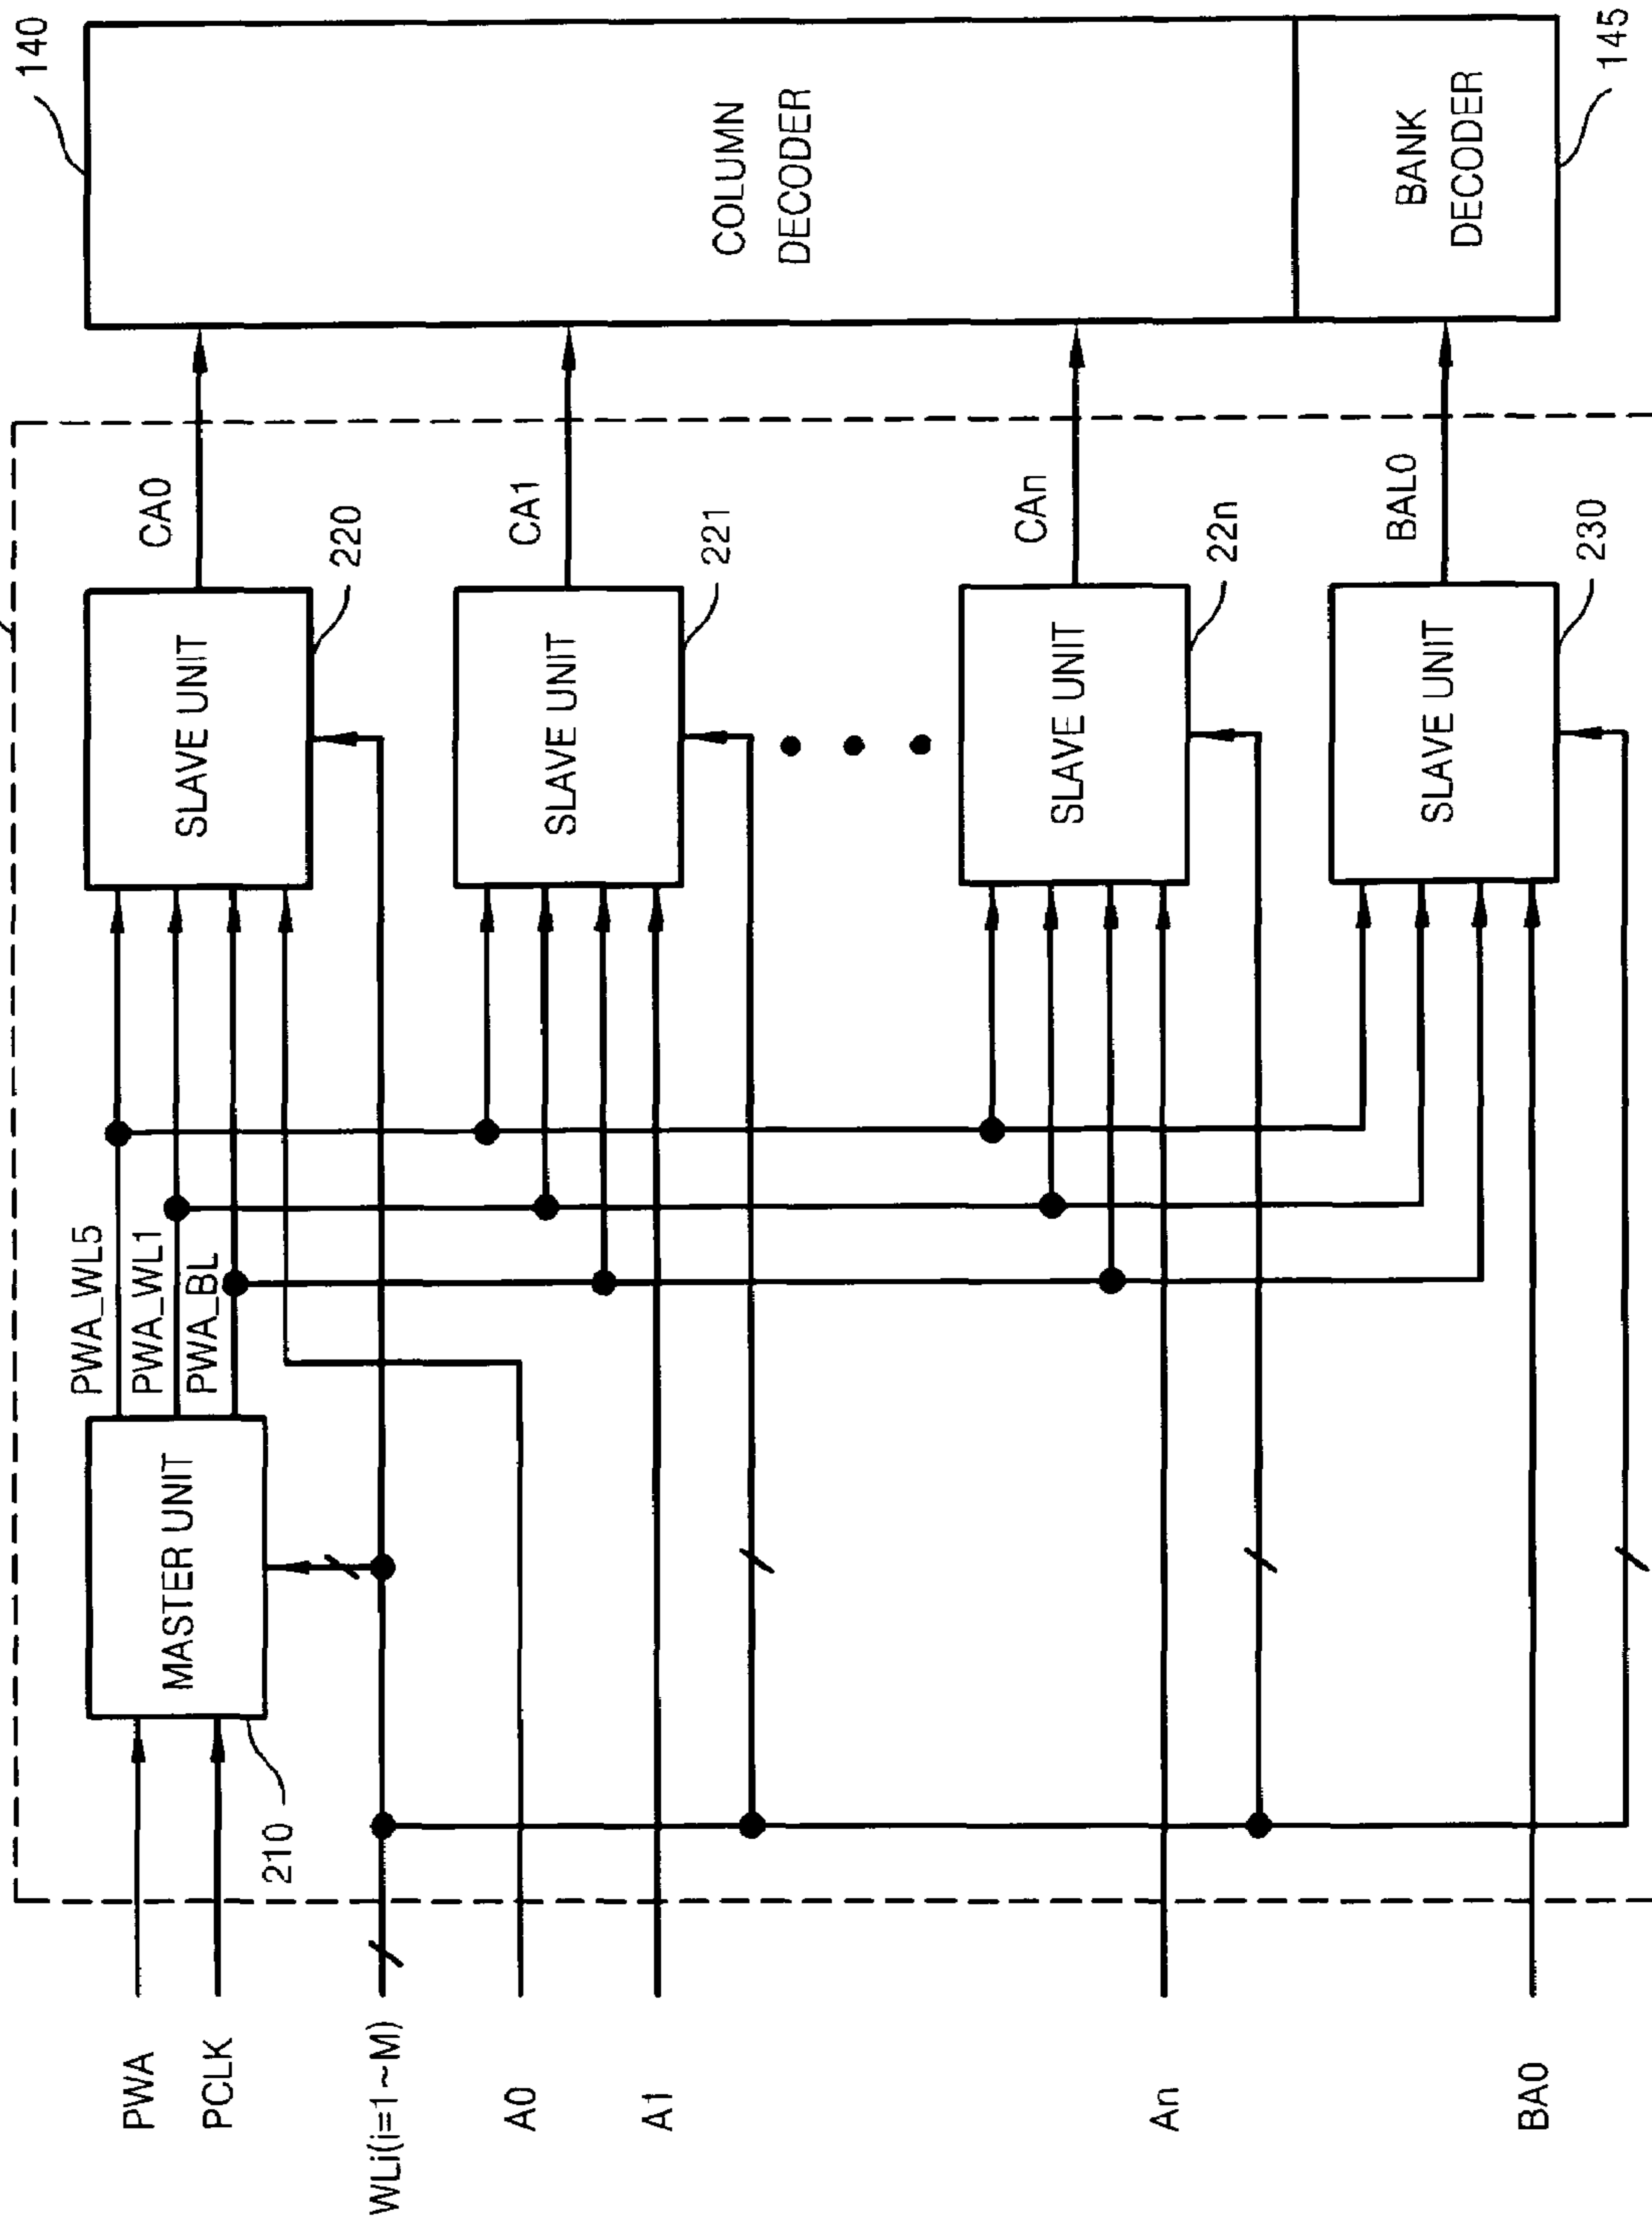 PWA
PCLK
WLi(i=1~M)
A0
A1
An
BA0
MASTER UNIT
210
PWA_WL5
PWA_WL1
PWA_BL
SLAVE UNIT
220
CA0
SLAVE UNIT
221
CA1
SLAVE UNIT
22n
CAn
SLAVE UNIT
230
BAL0
COLUMN
DECODER
140
BANK
DECODER
145